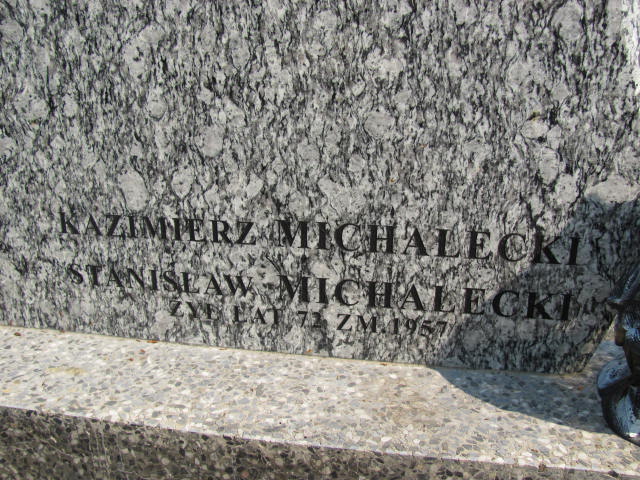 KAZIMIERZ MICHALECKI
STANISŁAW MICHALECKI
ŻYŁ LAT 72 ZM. 1957